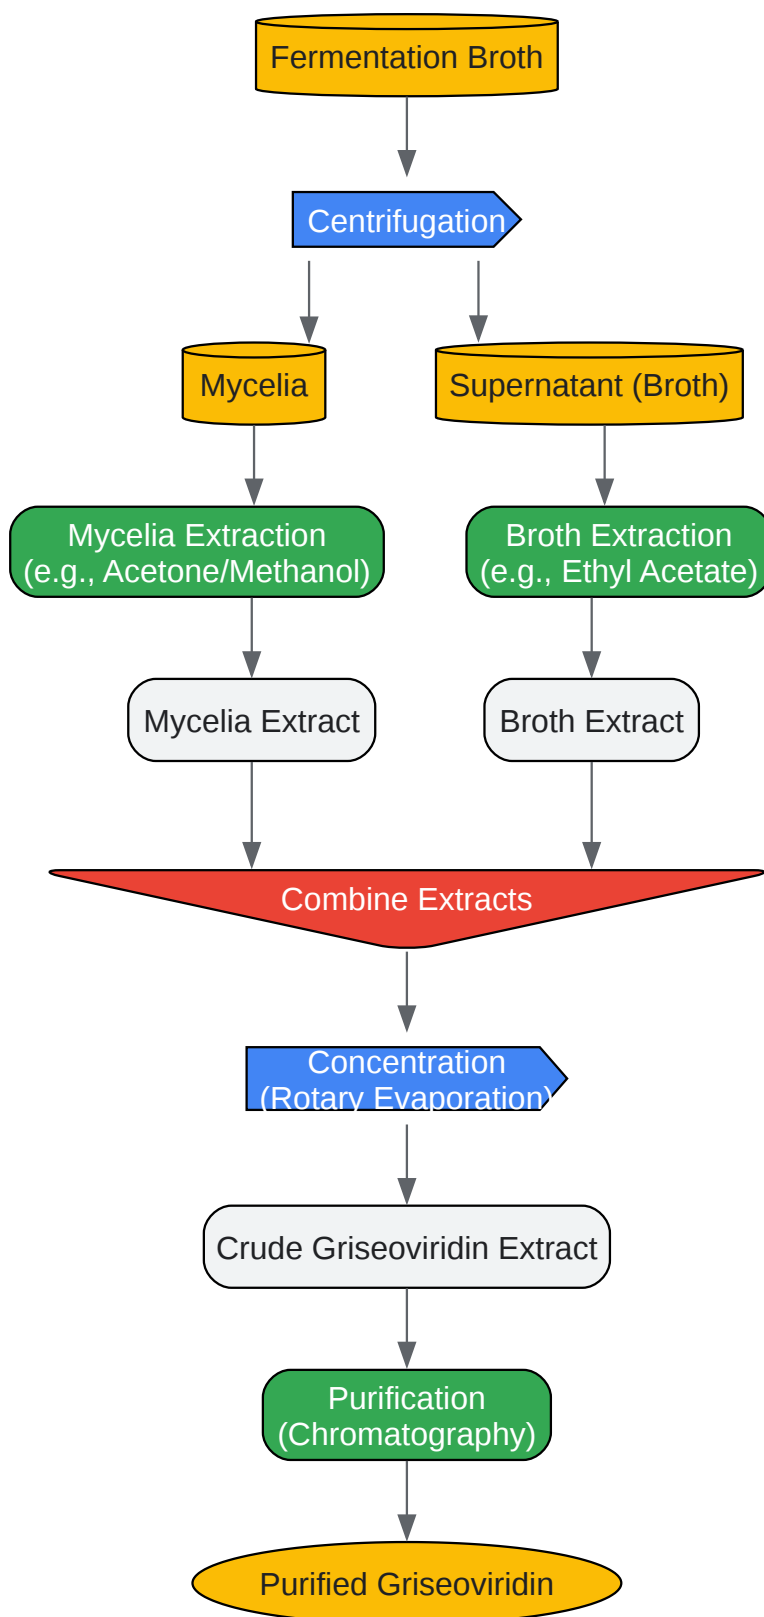 Fermentation Broth
Centrifugation
Mycelia
Supernatant (Broth)
Mycelia Extraction
(e.g., Acetone/Methanol)
Broth Extraction
(e.g., Ethyl Acetate)
Mycelia Extract
Broth Extract
Combine Extracts
Concentration
(Rotary Evaporation)
Crude Griseoviridin Extract
Purification
(Chromatography)
Purified Griseoviridin